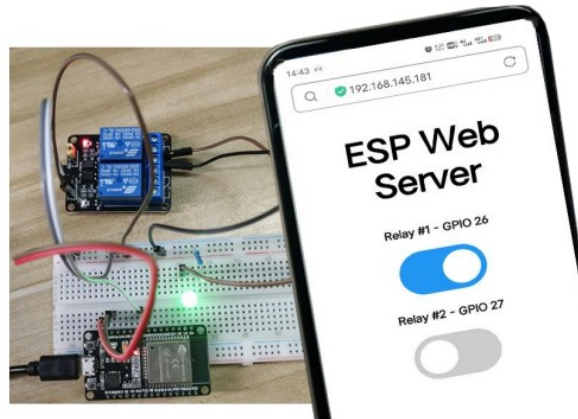 14:43
192.168.145.181
ESP Web
Server
Relay #1 - GPIO 26
Relay #2 - GPIO 27